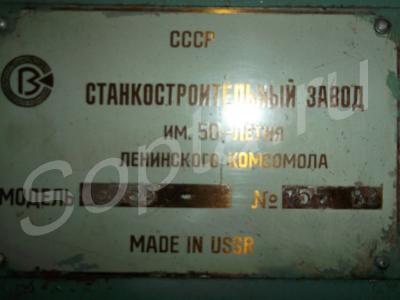 СССР
СТАНКОСТРОИТЕЛЬНЫЙ ЗАВОД
ИМ. 50-ЛЕТИЯ
ЛЕНИНСКОГО КОМСОМОЛА
МОДЕЛЬ №
MADE IN USSR